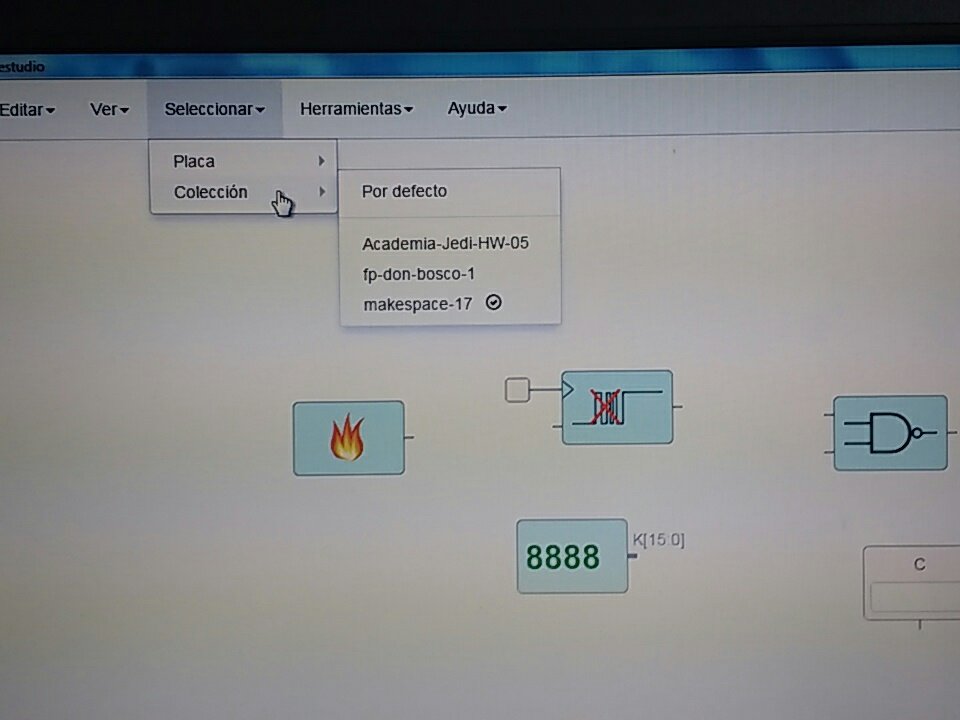 estudio
Editar Ver Seleccionar Herramientas Ayuda
Placa
Colección
Por defecto
Academia-Jedi-HW-05
fp-don-bosco-1
makespace-17
8888
K[15:0]
C